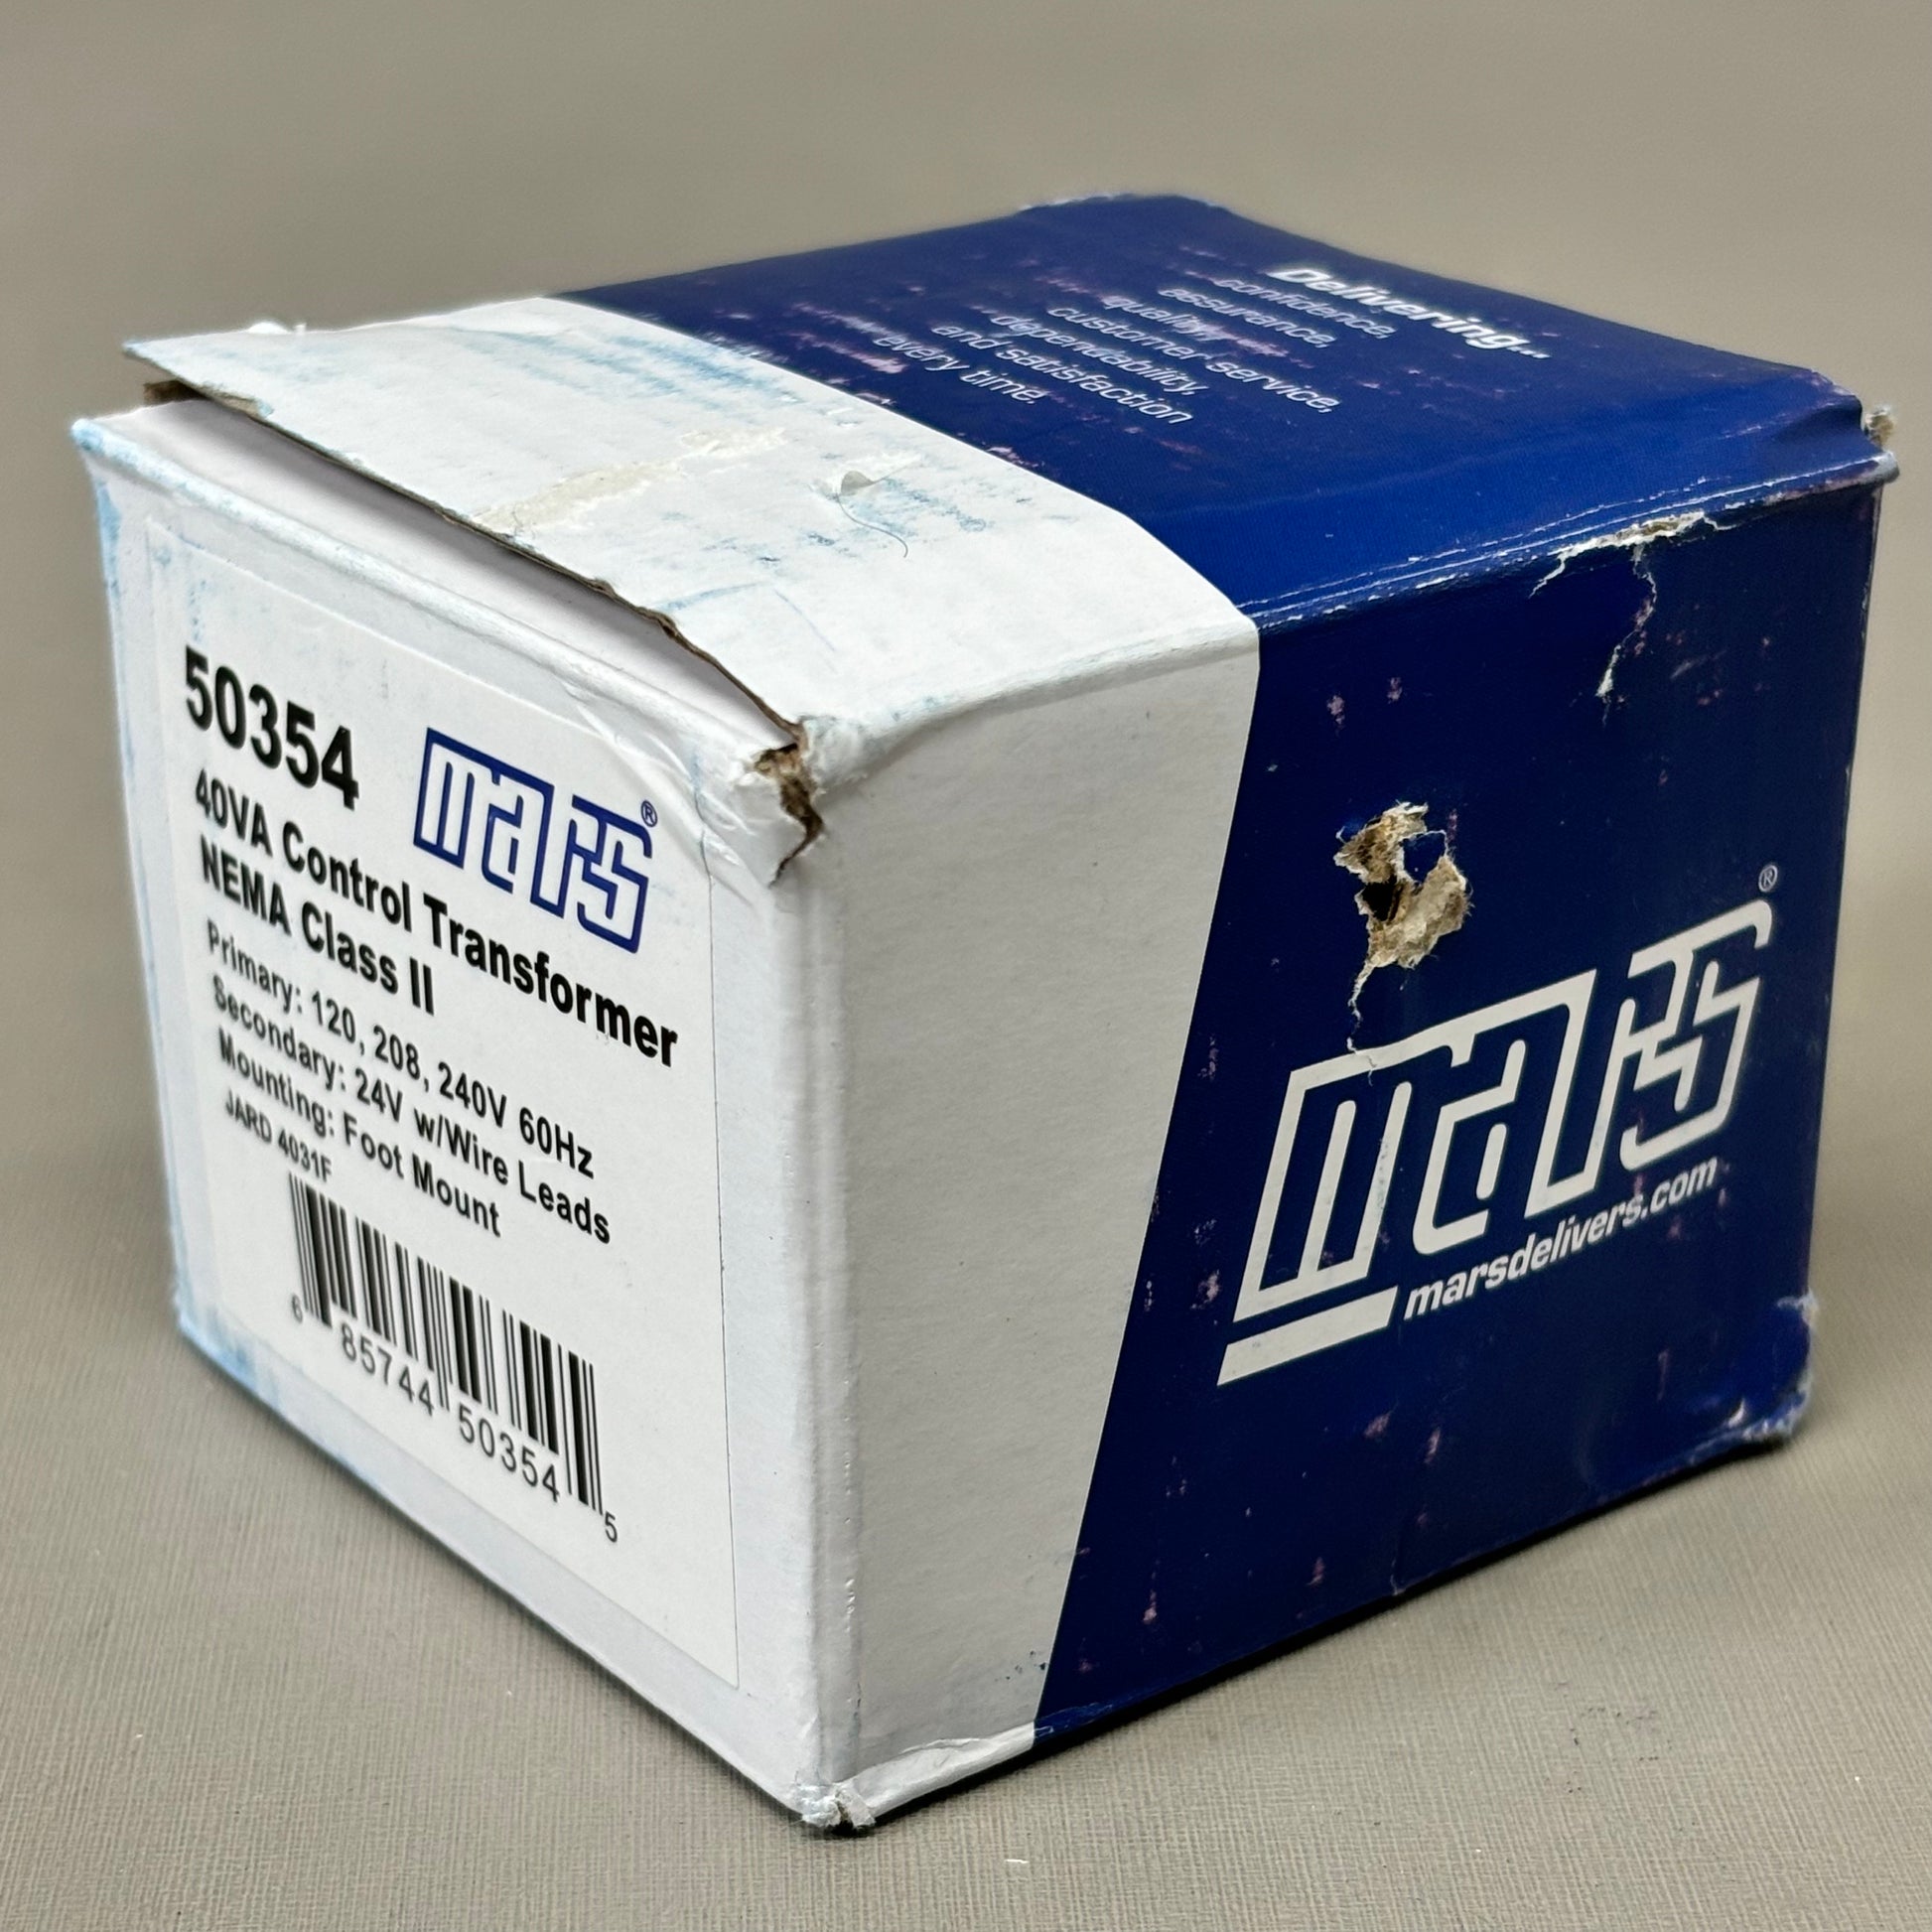 Delivering...
confidence,
assurance,
quality,
customer service,
dependability,
and satisfaction
every time.
50354
mars®
40VA Control Transformer
NEMA Class II
Primary: 120, 208, 240V 60Hz
Secondary: 24V w/Wire Leads
Mounting: Foot Mount
JARD 4031F
6 85744 50354 5
mars®
marsdelivers.com